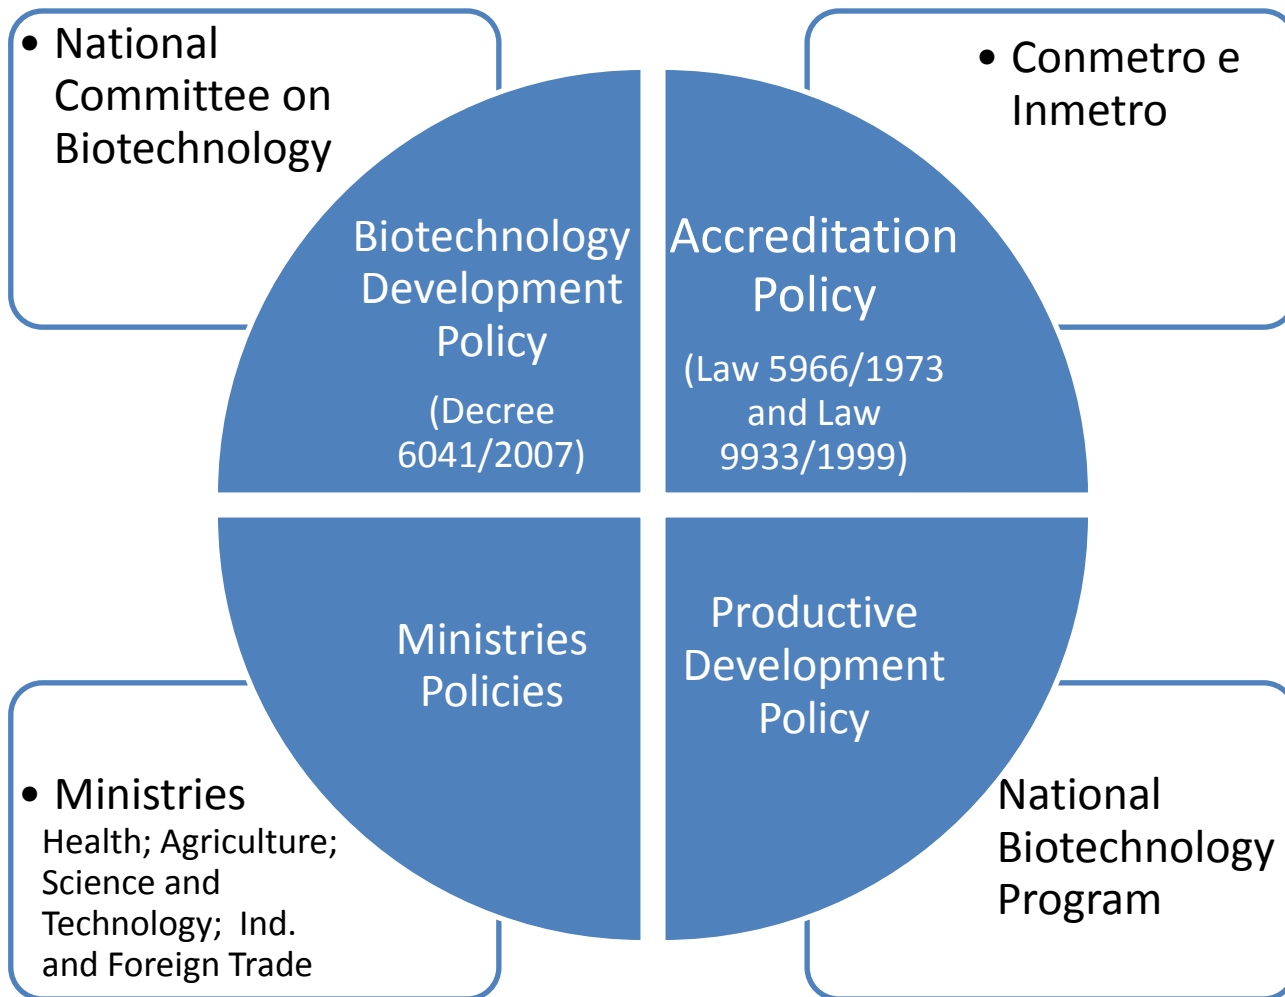 • National
Committee on
Biotechnology
• Conmetro e
Inmetro
Biotechnology
Development
Policy
(Decree
6041/2007)
Accreditation
Policy
(Law 5966/1973
and Law
9933/1999)
Ministries
Policies
Productive
Development
Policy
• Ministries
Health; Agriculture;
Science and
Technology; Ind.
and Foreign Trade
National
Biotechnology
Program